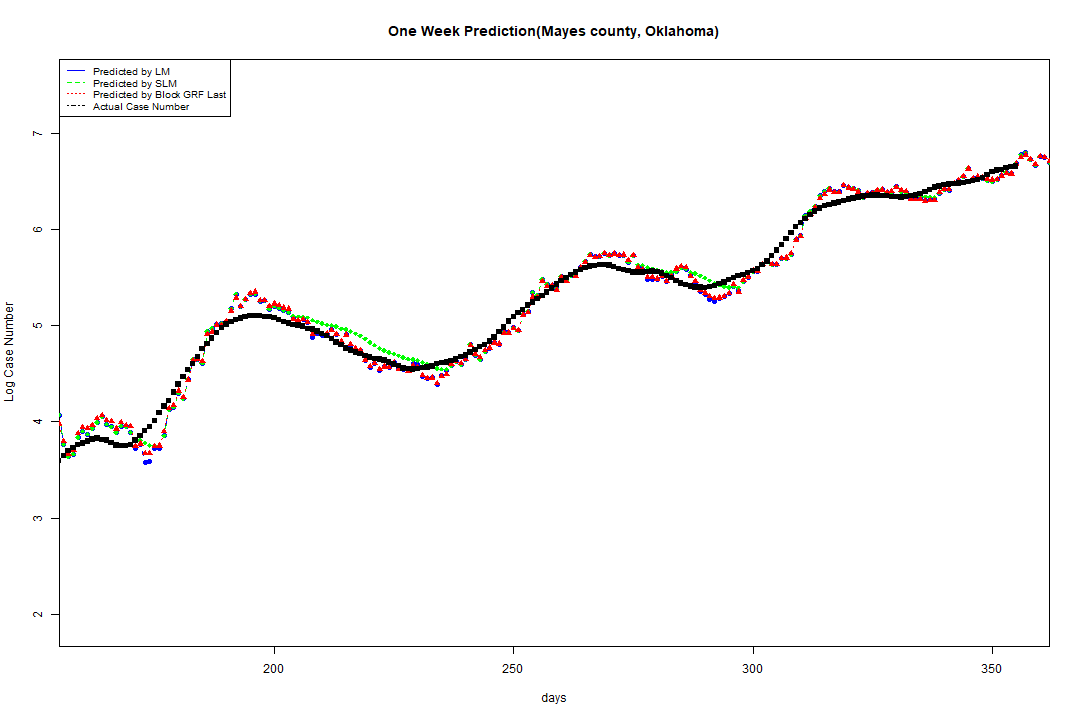 One Week Prediction(Mayes county, Oklahoma)
Predicted by LM
Predicted by SLM
Predicted by Block GRF Last
Actual Case Number
Log Case Number
7
6
5
4
3
2
200
250
300
350
days